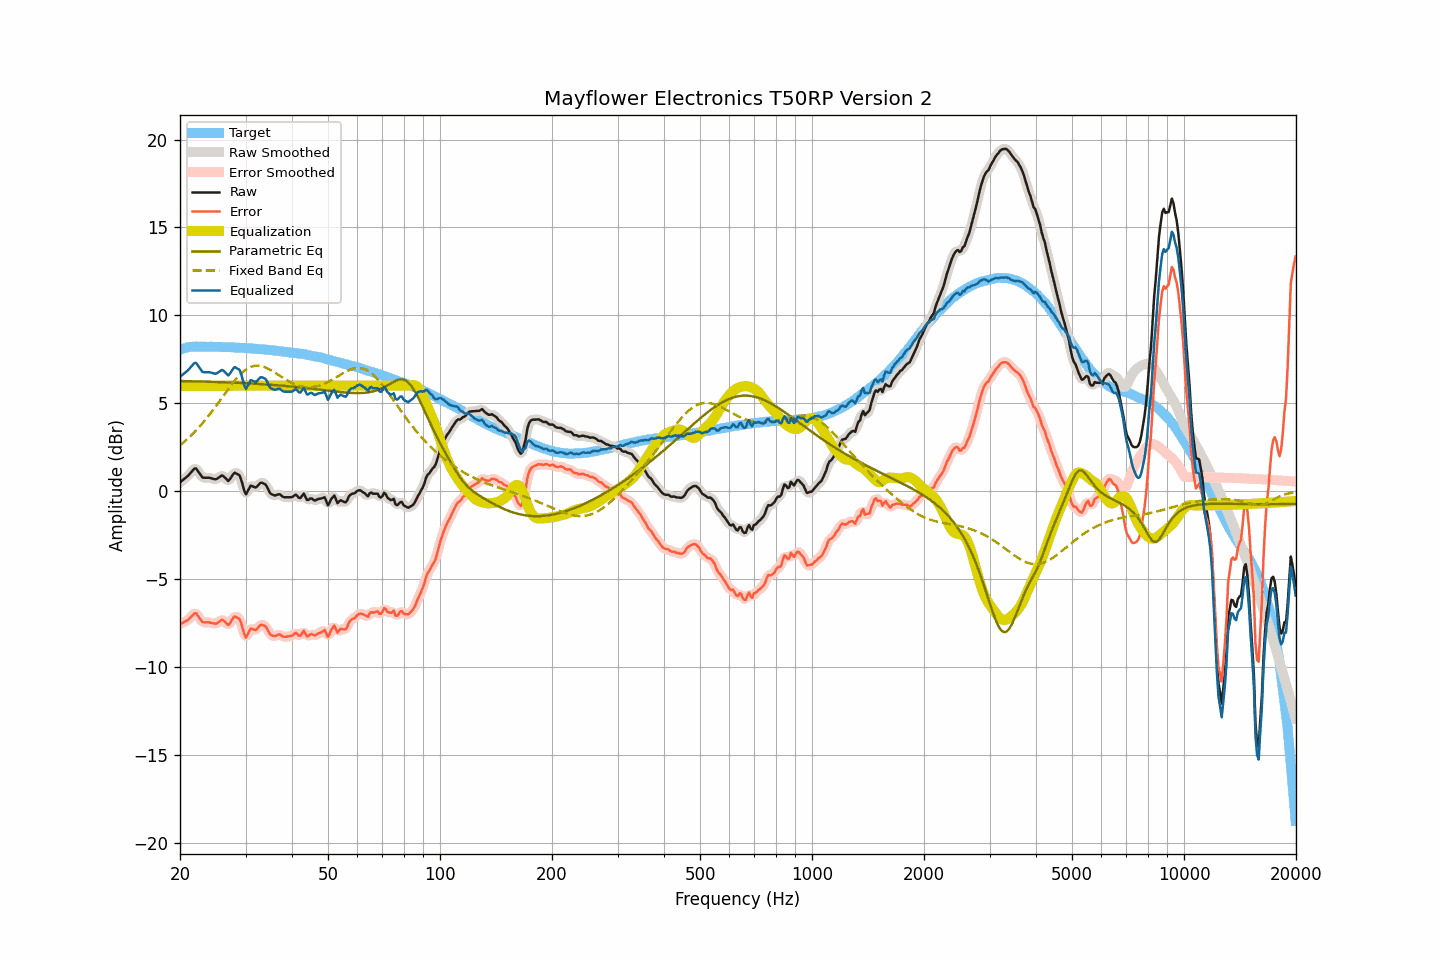 Mayflower Electronics T50RP Version 2
Target
Raw Smoothed
Error Smoothed
Raw
Error
Equalization
Parametric Eq
Fixed Band Eq
Equalized
20
15
10
5
0
−5
−10
−15
−20
Amplitude (dBr)
20 50 100 200 500 1000 2000 5000 10000 20000
Frequency (Hz)